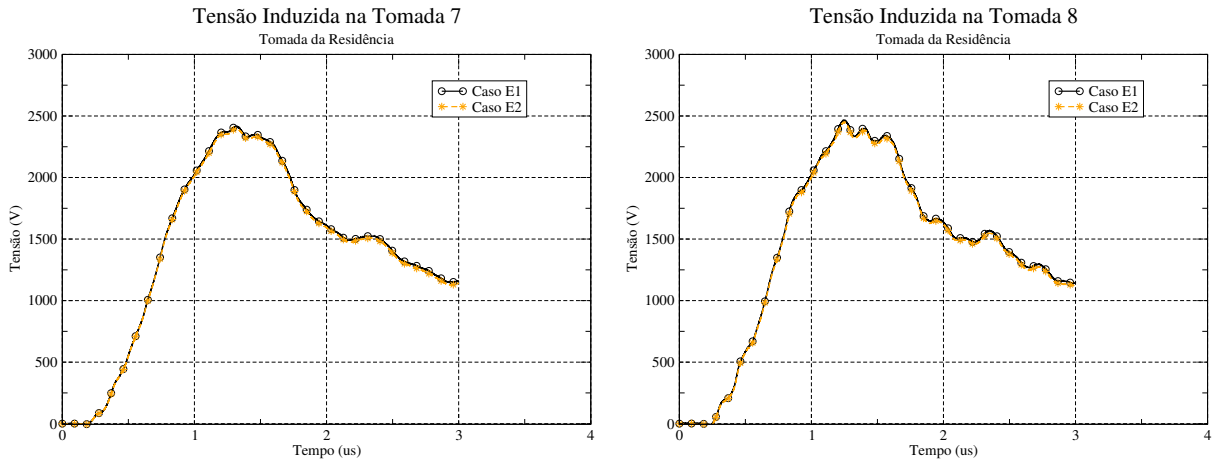 Tensão Induzida na Tomada 7
Tomada da Residência
3000
2500
2000
1500
1000
500
0
Tensão (V)
Caso E1
Caso E2
0 1 2 3 4
Tempo (us)
Tensão Induzida na Tomada 8
Tomada da Residência
3000
2500
2000
1500
1000
500
0
Tensão (V)
Caso E1
Caso E2
0 1 2 3 4
Tempo (us)